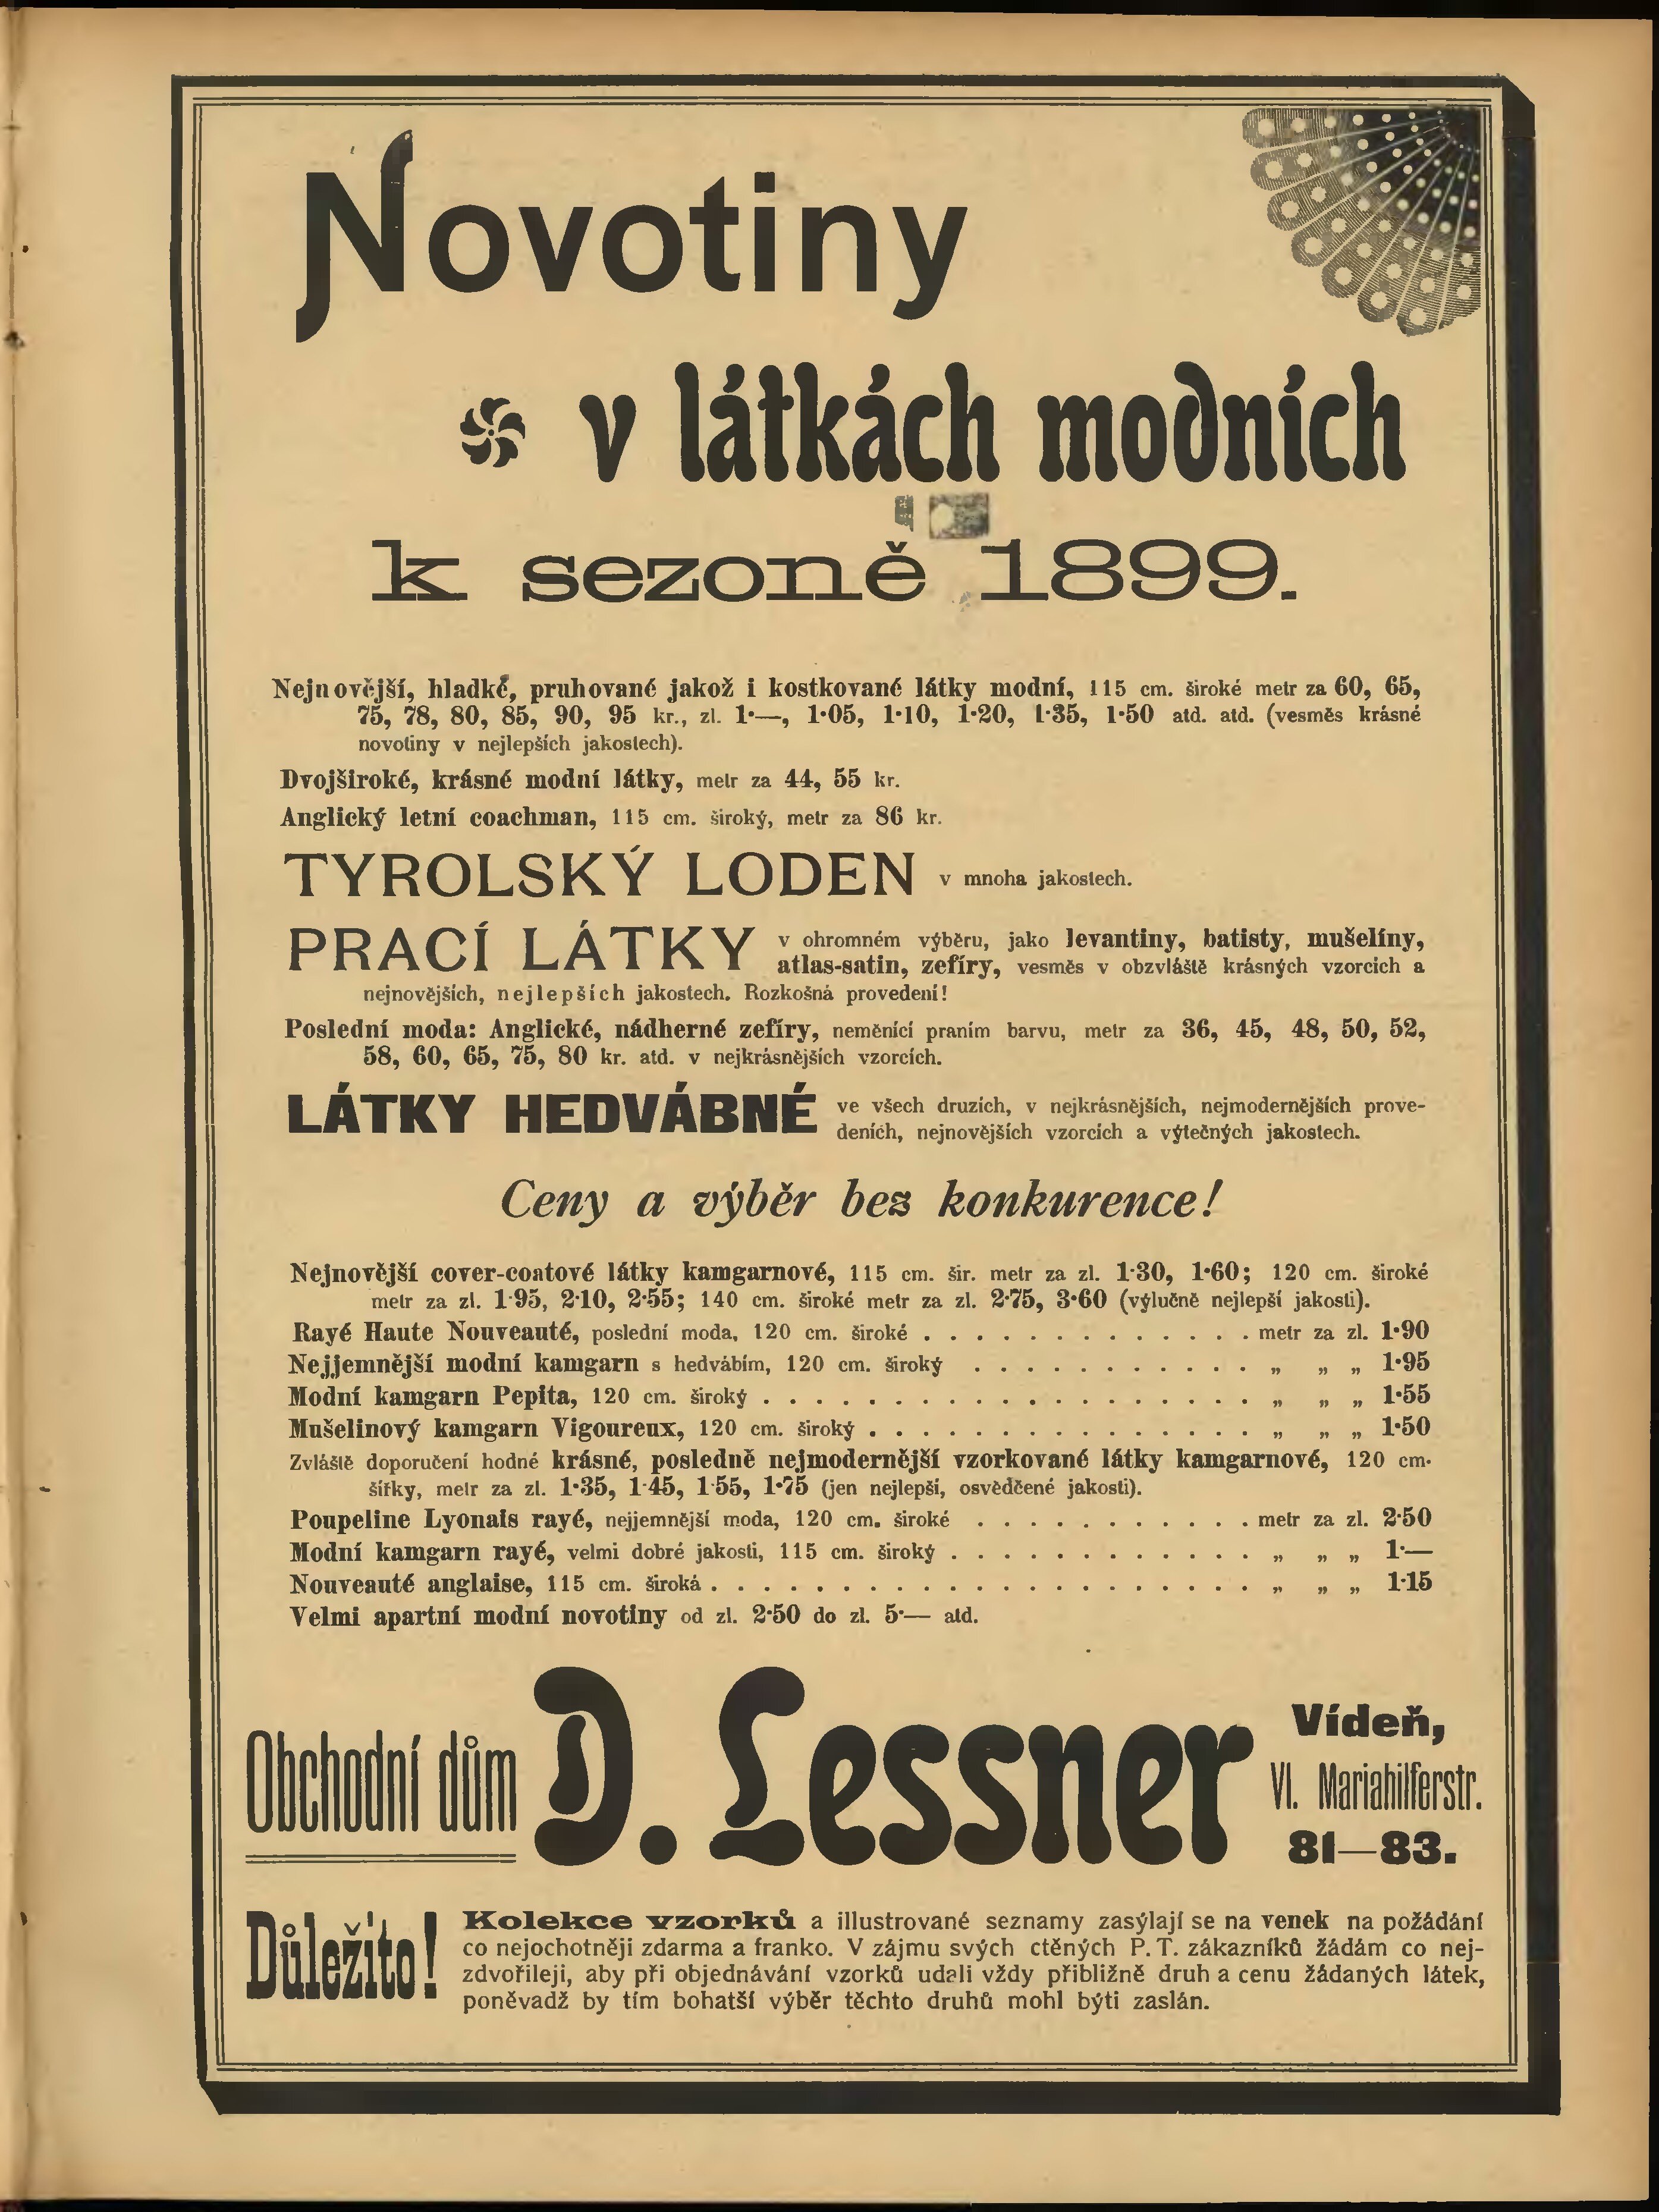 Novotiny
v látkách modních
k sezoně 1899.
Nejnovější, hladké, pruhované jakož i kostkované látky modní, 115 cm. široké metr za 60, 65,
75, 78, 80, 85, 90, 95 kr., zl. 1·—, 1·05, 1·10, 1·20, 1·35, 1·50 atd. atd. (vesměs krásné
novotiny v nejlepších jakostech).
Dvojširoké, krásné modní látky, metr za 44, 55 kr.
Anglický letní coachman, 115 cm. široký, metr za 86 kr.
TYROLSKÝ LODEN v mnoha jakostech.
PRACÍ LÁTKY v ohromném výběru, jako levantiny, batisty, mušelíny,
atlas-satin, zefíry, vesměs v obzvláště krásných vzorcích a
nejnovějších, nejlepších jakostech. Rozkošná provedení!
Poslední moda: Anglické, nádherné zefíry, neměnící praním barvu, metr za 36, 45, 48, 50, 52,
58, 60, 65, 75, 80 kr. atd. v nejkrásnějších vzorcích.
LÁTKY HEDVÁBNÉ ve všech druzích, v nejkrásnějších, nejmodernějších prove-
deních, nejnovějších vzorcích a výtečných jakostech.
Ceny a výběr bez konkurence!
Nejnovější cover-coatové látky kamgarnové, 115 cm. šir. metr za zl. 1·30, 1·60; 120 cm. široké
metr za zl. 1·95, 2·10, 2·55; 140 cm. široké metr za zl. 2·75, 3·60 (výlučně nejlepší jakosti).
Rayé Haute Nouveauté, poslední moda, 120 cm. široké . . . . . . . . . . . . . metr za zl. 1·90
Nejjemnější modní kamgarn s hedvábím, 120 cm. široký . . . . . . . . . . . „ „ „ 1·95
Modní kamgarn Pepita, 120 cm. široký . . . . . . . . . . . . . . . . . . . „ „ „ 1·55
Mušelinový kamgarn Vigoureux, 120 cm. široký . . . . . . . . . . . . . . . „ „ „ 1·50
Zvláště doporučení hodné krásné, posledně nejmodernější vzorkované látky kamgarnové, 120 cm.
šířky, metr za zl. 1·35, 1·45, 1·55, 1·75 (jen nejlepší, osvědčené jakosti).
Poupeline Lyonais rayé, nejjemnější moda, 120 cm. široké . . . . . . . . . . . metr za zl. 2·50
Modní kamgarn rayé, velmi dobré jakosti, 115 cm. široký . . . . . . . . . . . . „ „ „ 1·—
Nouveauté anglaise, 115 cm. široká . . . . . . . . . . . . . . . . . . . . . „ „ „ 1·15
Velmi apartní modní novotiny od zl. 2·50 do zl. 5·— atd.
Obchodní dům D. Lessner
Vídeň,
VI. Mariahilferstr.
81—83.
Důležito!
Kolekce vzorků a illustrované seznamy zasýlají se na venek na požádání
co nejochotněji zdarma a franko. V zájmu svých ctěných P. T. zákazníků žádám co nej-
zdvořileji, aby při objednávání vzorků udali vždy přibližně druh a cenu žádaných látek,
poněvadž by tím bohatší výběr těchto druhů mohl býti zaslán.